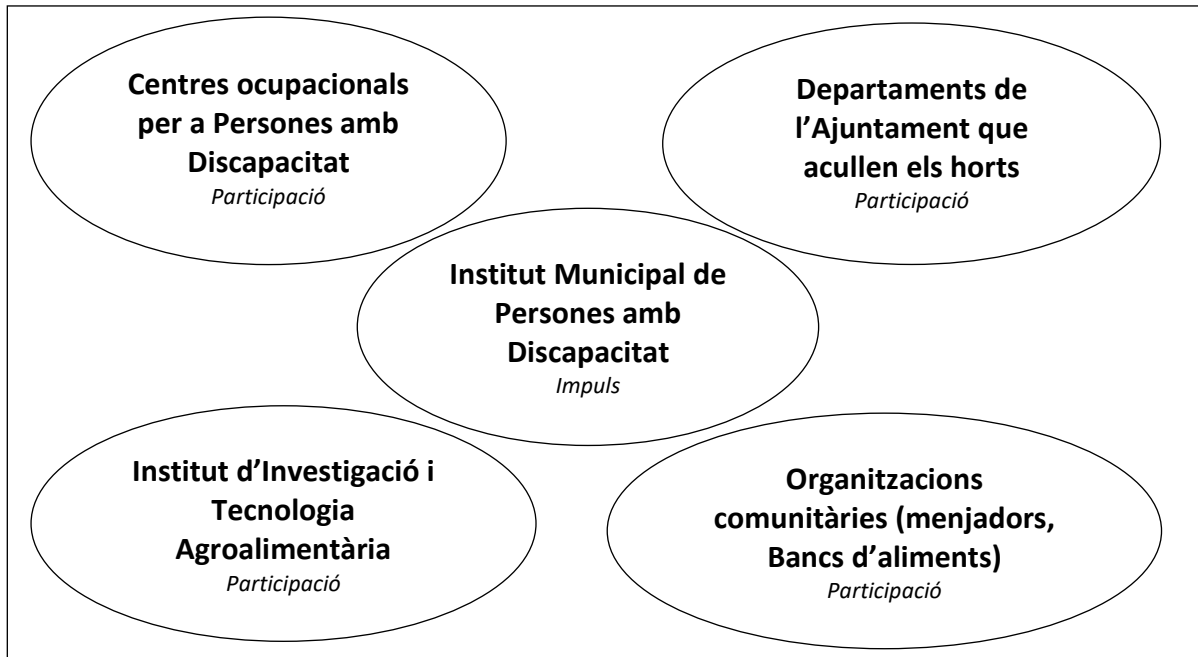 Centres ocupacionals
per a Persones amb
Discapacitat
Participació
Departaments de
l’Ajuntament que
acullen els horts
Participació
Institut Municipal de
Persones amb
Discapacitat
Impuls
Institut d’Investigació i
Tecnologia
Agroalimentària
Participació
Organitzacions
comunitàries (menjadors,
Bancs d’aliments)
Participació